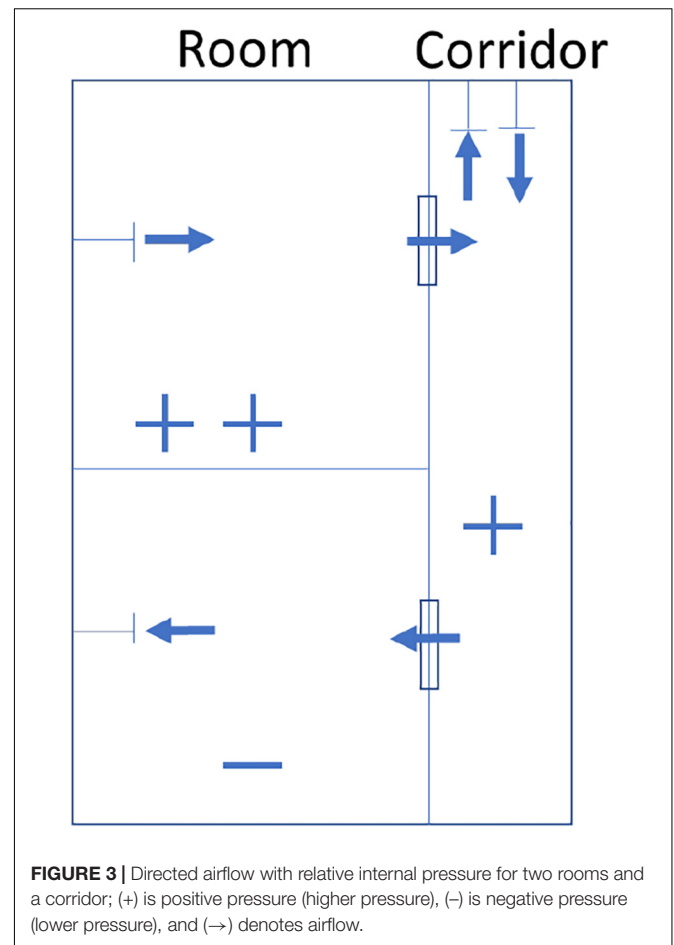 Room Corridor
FIGURE 3 | Directed airflow with relative internal pressure for two rooms and
a corridor; (+) is positive pressure (higher pressure), (–) is negative pressure
(lower pressure), and (→) denotes airflow.